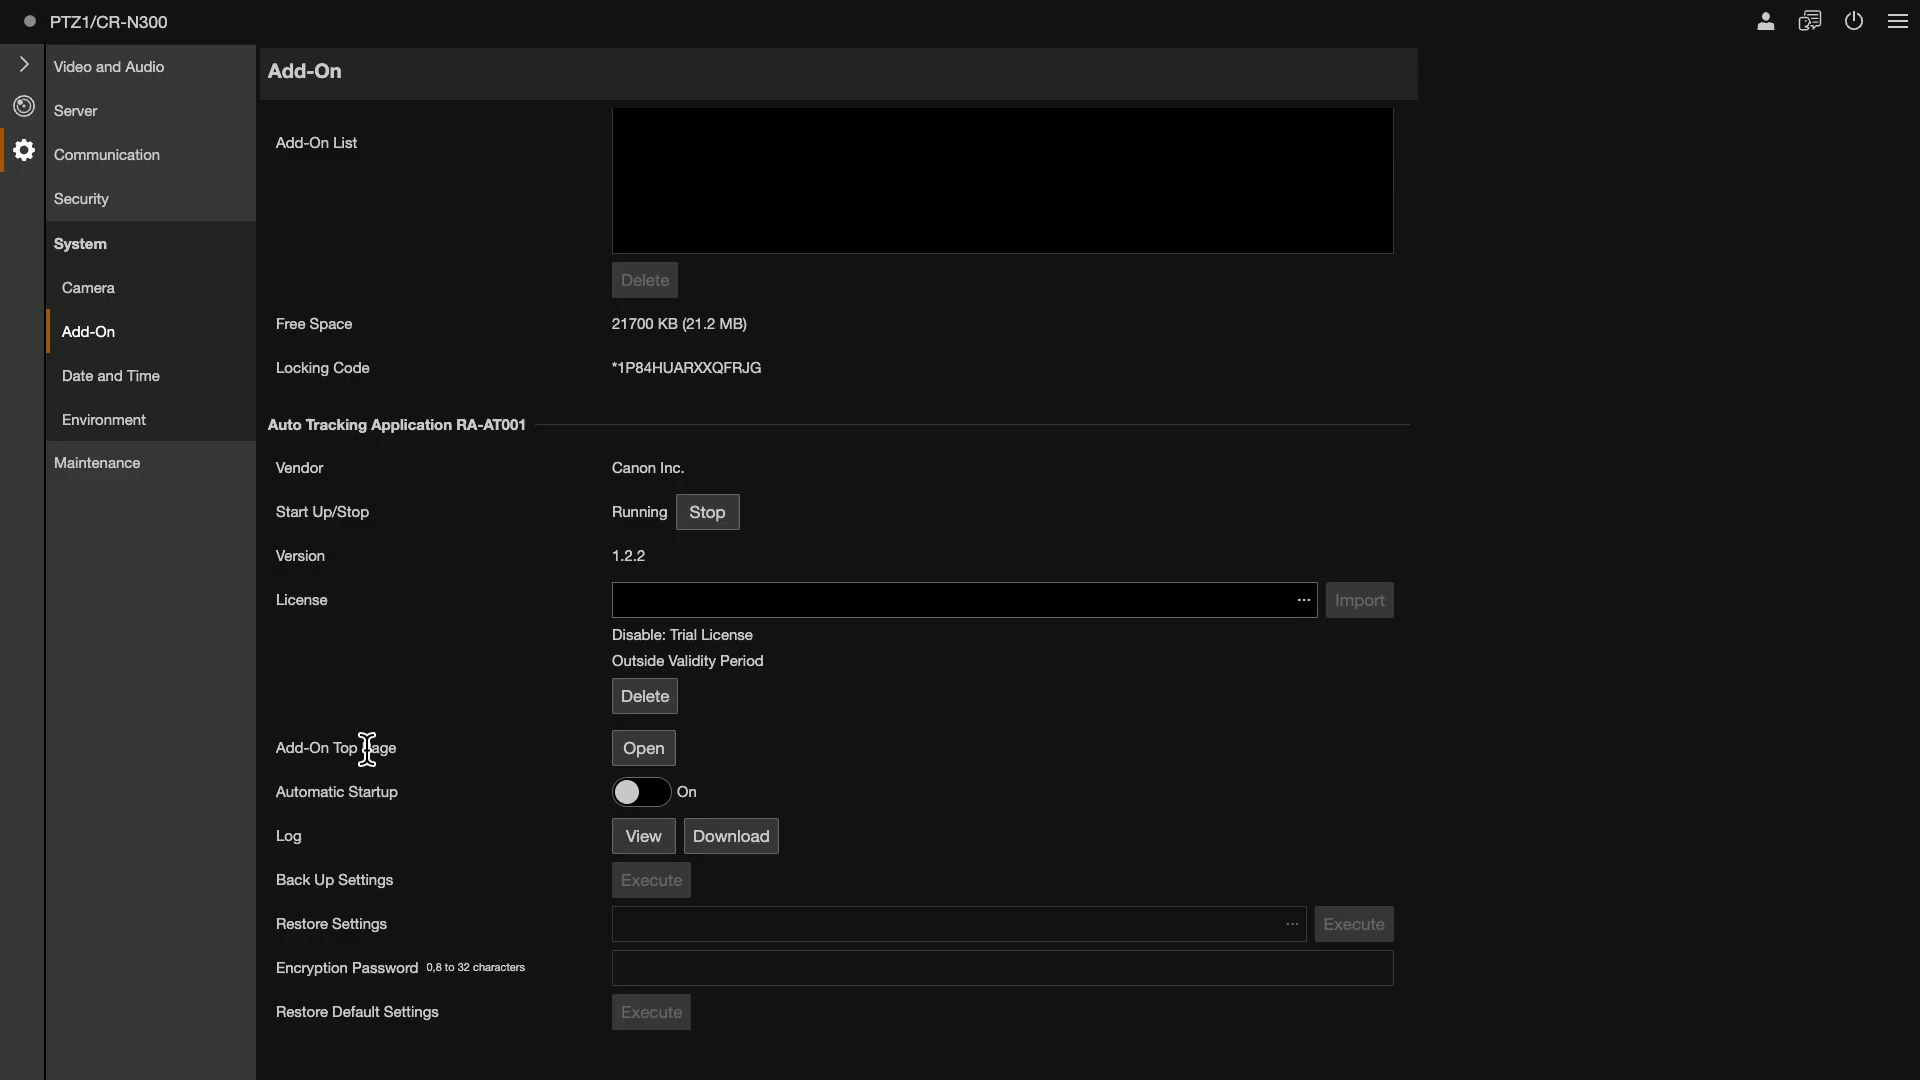 PTZ1/CR-N300
Video and Audio
Server
Communication
Security
System
Camera
Add-On
Date and Time
Environment
Maintenance
Add-On
Add-On List
Delete
Free Space 21700 KB (21.2 MB)
Locking Code *1P84HUARXXQFRJG
Auto Tracking Application RA-AT001
Vendor Canon Inc.
Start Up/Stop Running Stop
Version 1.2.2
License ... Import
Disable: Trial License
Outside Validity Period
Delete
Add-On Top Page Open
Automatic Startup On
Log View Download
Back Up Settings Execute
Restore Settings ... Execute
Encryption Password 0,8 to 32 characters
Restore Default Settings Execute